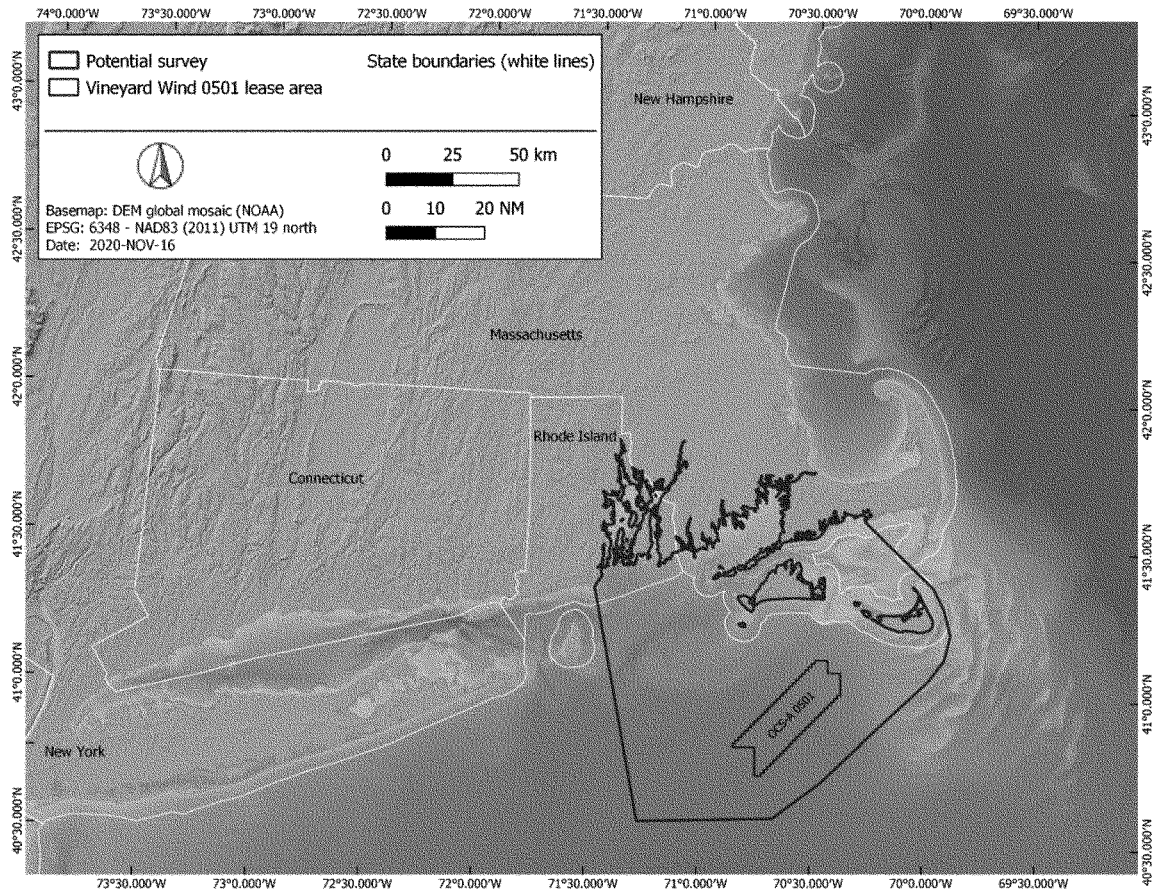 74°0.000'W 73°30.000'W 73°0.000'W 72°30.000'W 72°0.000'W 71°30.000'W 71°0.000'W 70°30.000'W 70°0.000'W 69°30.000'W
Potential survey
State boundaries (white lines)
Vineyard Wind 0501 lease area
0 25 50 km
0 10 20 NM
Basemap: DEM global mosaic (NOAA)
EPSG: 6348 - NAD83 (2011) UTM 19 north
Date: 2020-NOV-16
New Hampshire
Massachusetts
Rhode Island
Connecticut
OCS-A 0501
New York
43°0.000'N
42°30.000'N
42°0.000'N
41°30.000'N
41°0.000'N
40°30.000'N
43°0.000'N
42°30.000'N
42°0.000'N
41°30.000'N
41°0.000'N
40°30.000'N
73°30.000'W 73°0.000'W 72°30.000'W 72°0.000'W 71°30.000'W 71°0.000'W 70°30.000'W 70°0.000'W 69°30.000'W